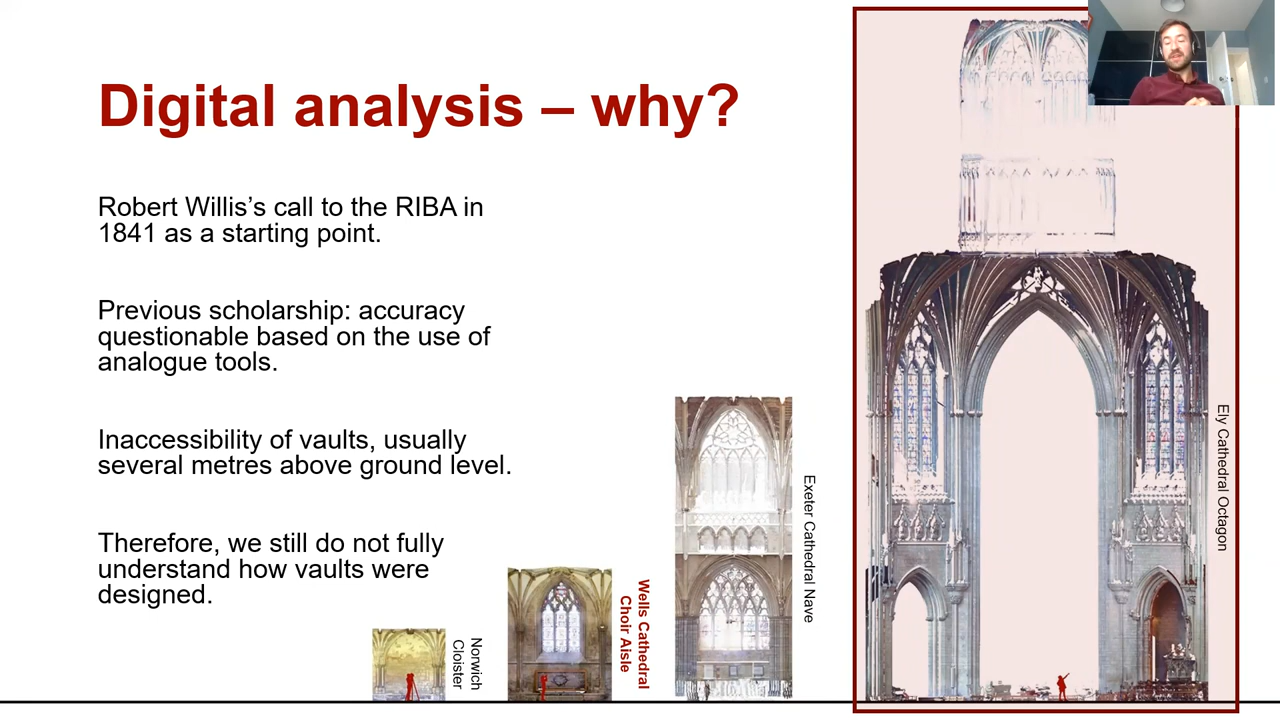 Digital analysis – why?
Robert Willis’s call to the RIBA in
1841 as a starting point.
Previous scholarship: accuracy
questionable based on the use of
analogue tools.
Inaccessibility of vaults, usually
several metres above ground level.
Therefore, we still do not fully
understand how vaults were
designed.
Norwich
Cloister
Wells Cathedral
Choir Aisle
Exeter Cathedral Nave
Ely Cathedral Octagon